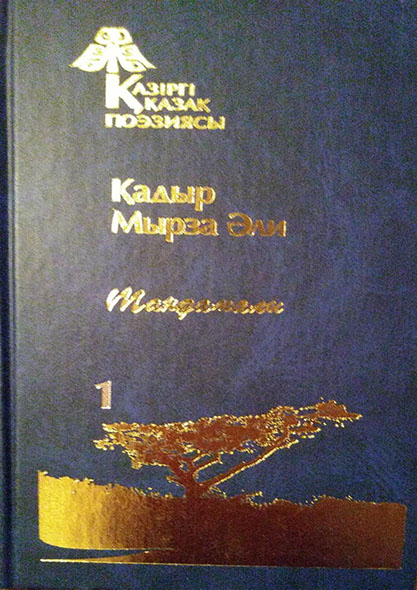 Қазіргі
қазақ
поэзиясы
Қадыр
Мырза Әли
Таңдамалы
1